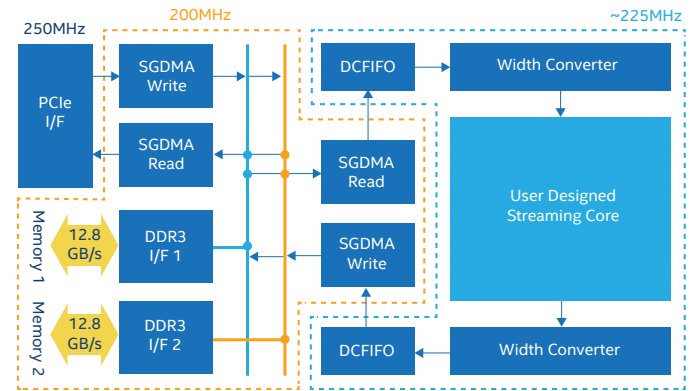 250MHz
200MHz
~225MHz
PCIe
I/F
SGDMA
Write
SGDMA
Read
DCFIFO
Width Converter
SGDMA
Read
User Designed
Streaming Core
SGDMA
Write
Memory 1
12.8
GB/s
DDR3
I/F 1
Memory 2
12.8
GB/s
DDR3
I/F 2
DCFIFO
Width Converter